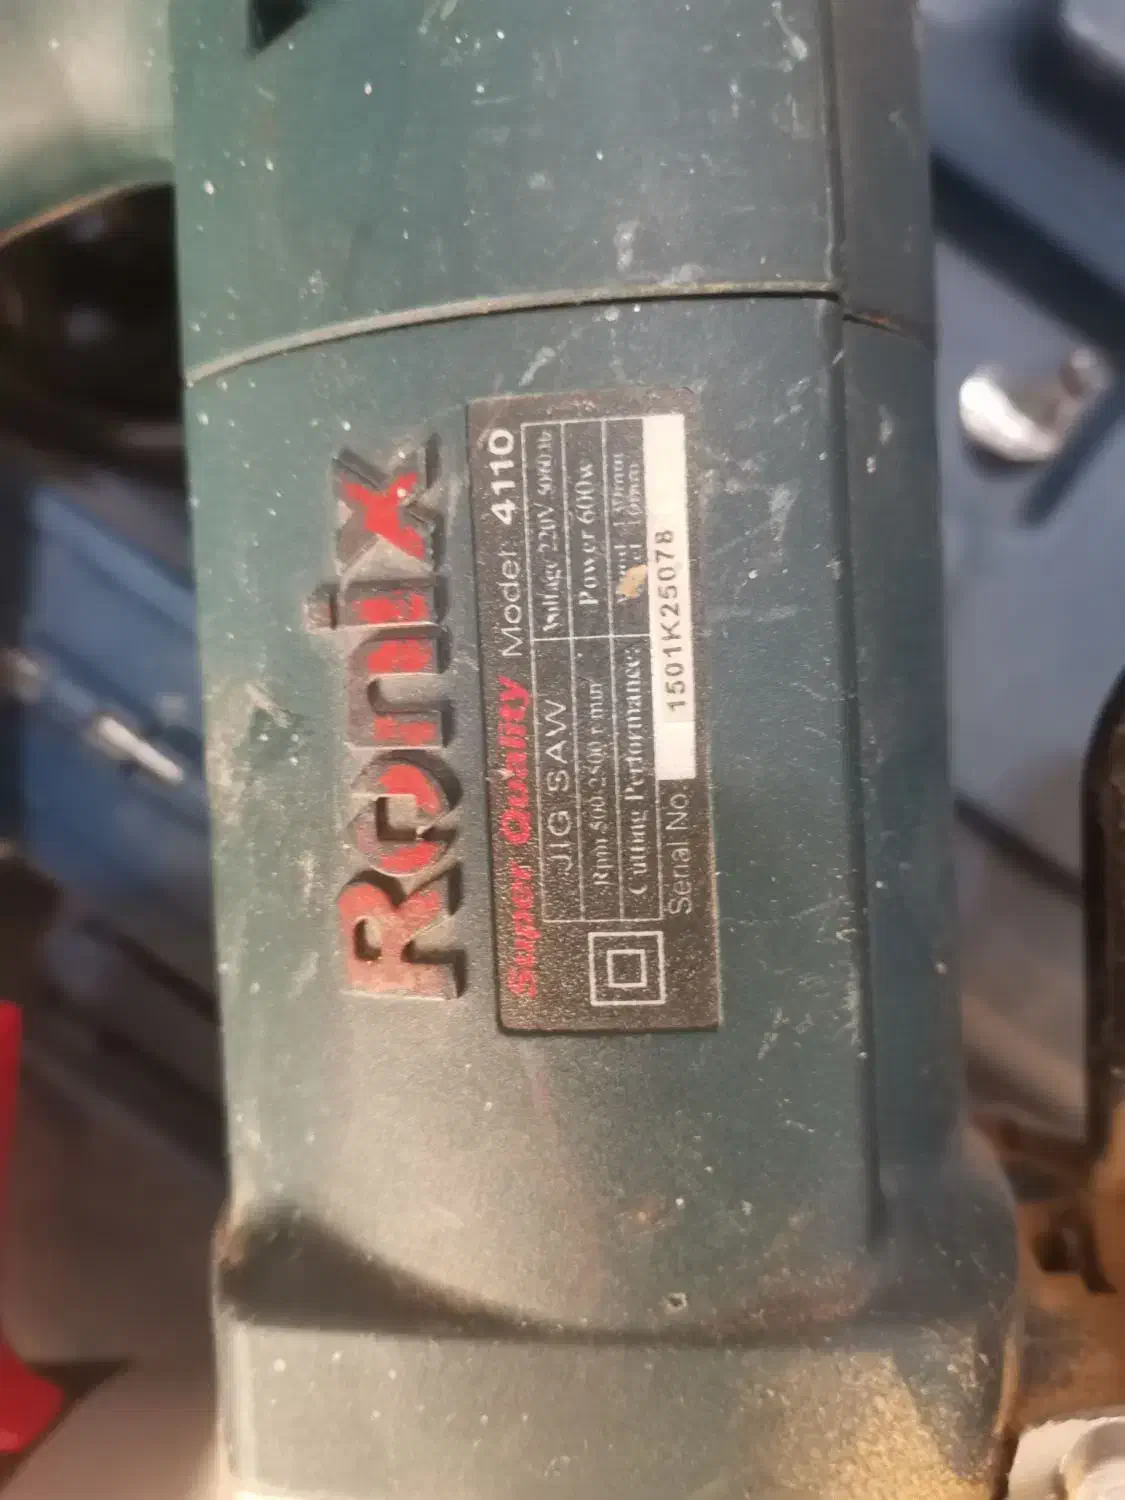 Ronix
Super Quality Model: 4110
JIG SAW Voltage 220V 50/60Hz
Rpm 500-2500 r/min Power 600w
Cutting Performance:
Serial No. 1501K25078